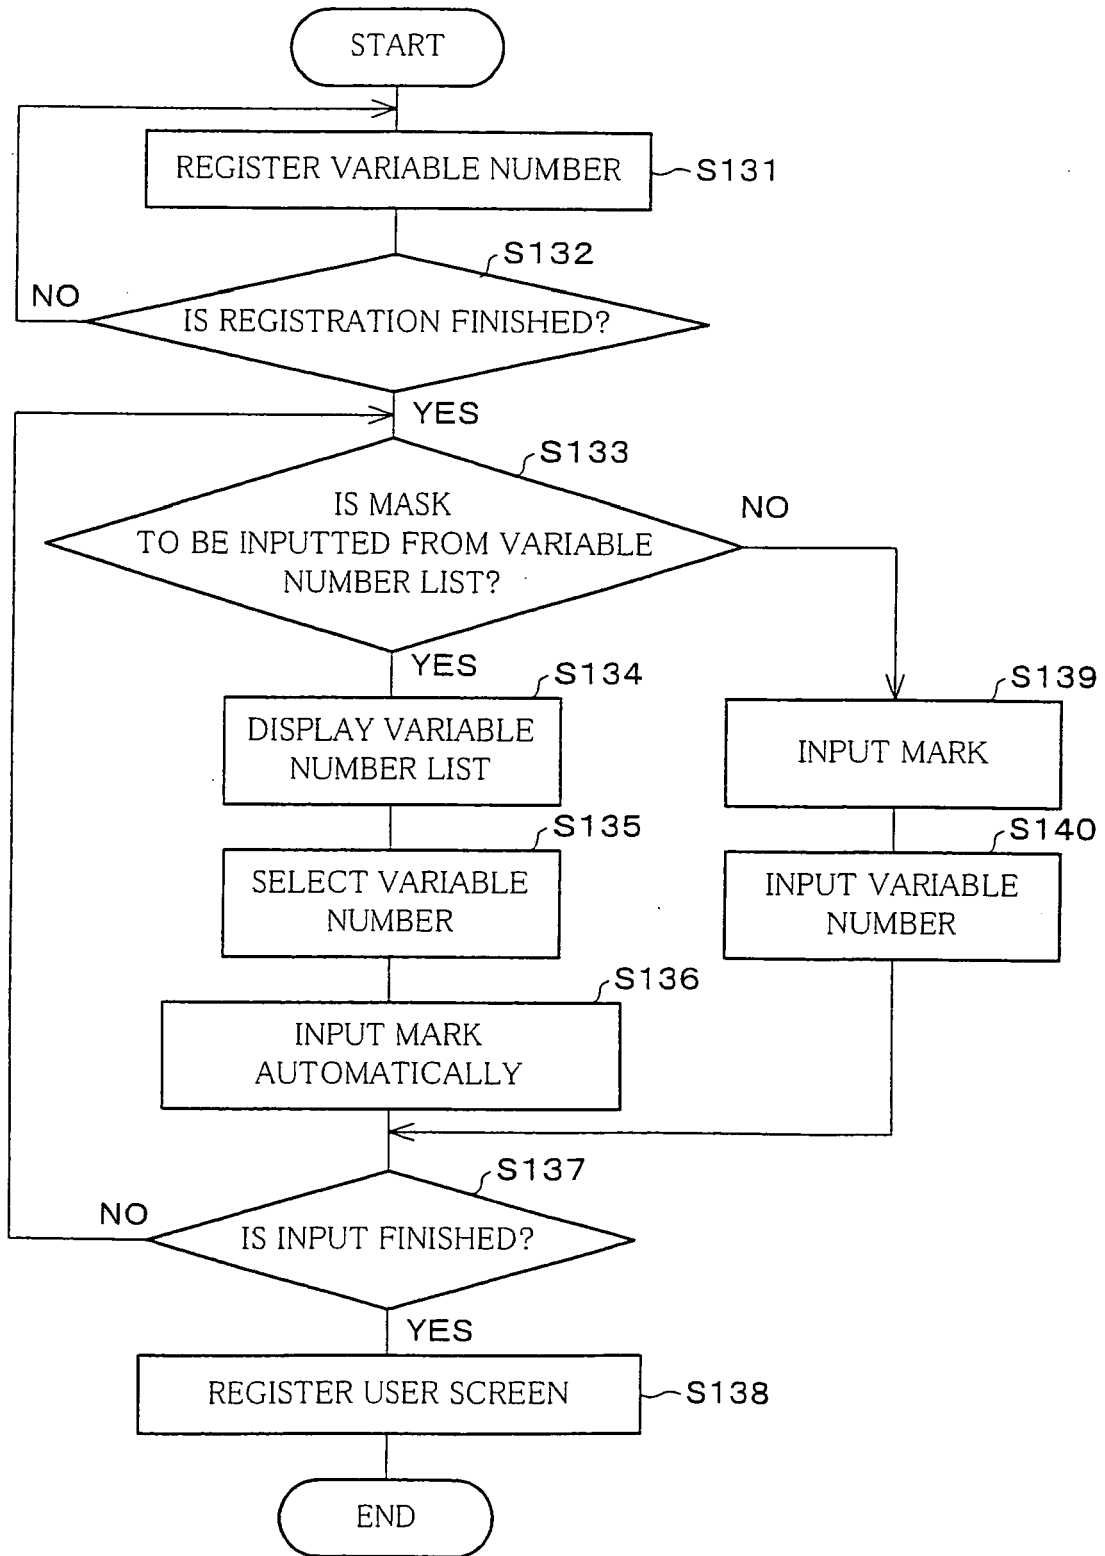 START
REGISTER VARIABLE NUMBER
S131
S132
NO
IS REGISTRATION FINISHED?
YES
S133
IS MASK
TO BE INPUTTED FROM VARIABLE
NUMBER LIST?
NO
YES
S134
DISPLAY VARIABLE
NUMBER LIST
S139
INPUT MARK
S135
SELECT VARIABLE
NUMBER
S140
INPUT VARIABLE
NUMBER
S136
INPUT MARK
AUTOMATICALLY
S137
NO
IS INPUT FINISHED?
YES
REGISTER USER SCREEN
S138
END